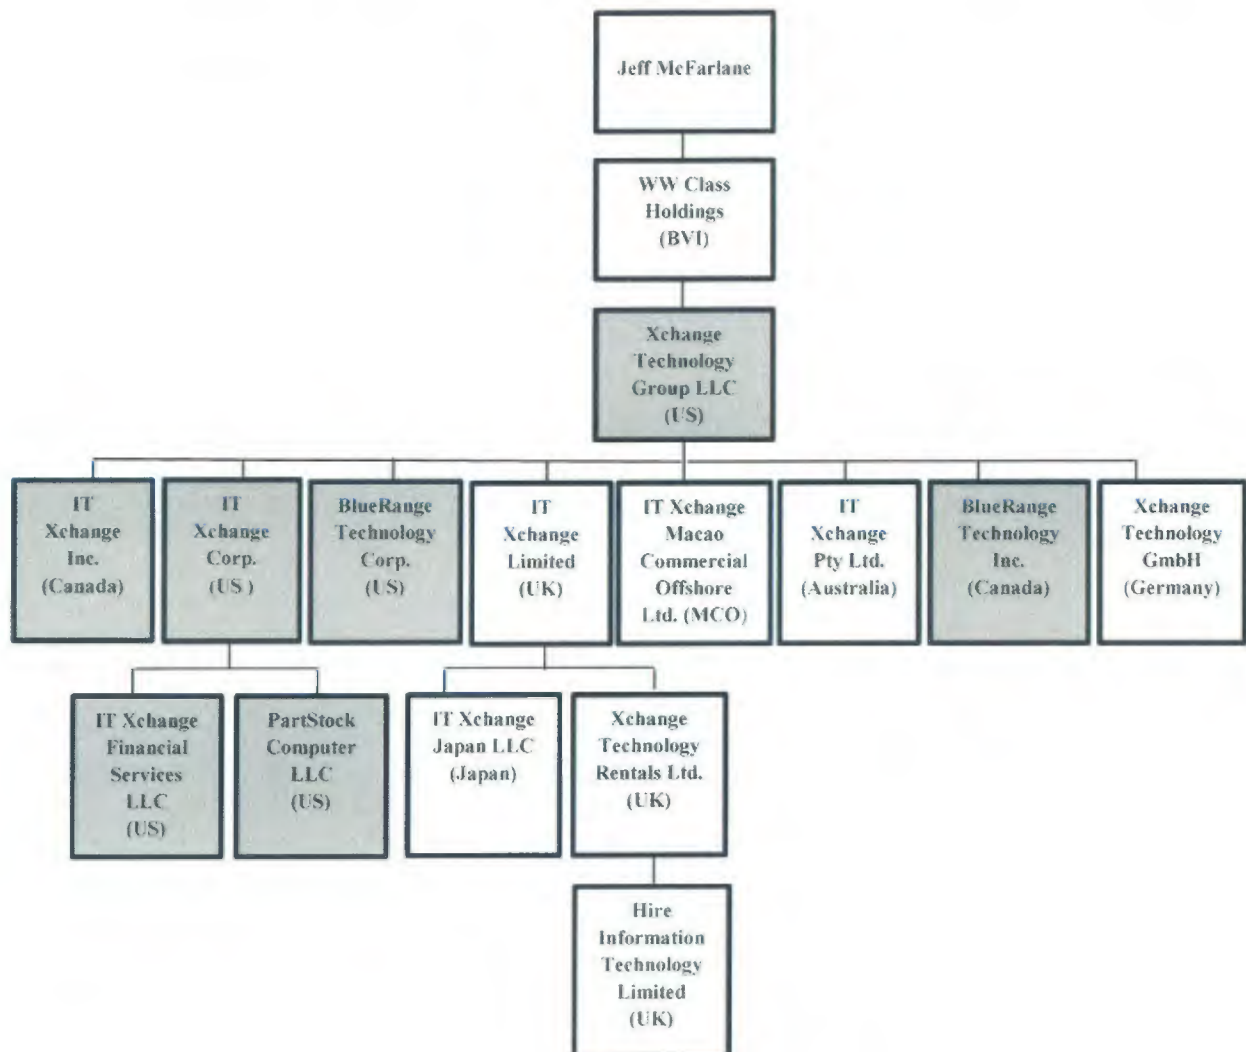 Jeff McFarlane
WW Class
Holdings
(BVI)
Xchange
Technology
Group LLC
(US)
IT
Xchange
Inc.
(Canada)
IT
Xchange
Corp.
(US )
BlueRange
Technology
Corp.
(US)
IT
Xchange
Limited
(UK)
IT Xchange
Macao
Commercial
Offshore
Ltd. (MCO)
IT
Xchange
Pty Ltd.
(Australia)
BlueRange
Technology
Inc.
(Canada)
Xchange
Technology
GmbH
(Germany)
IT Xchange
Financial
Services
LLC
(US)
PartStock
Computer
LLC
(US)
IT Xchange
Japan LLC
(Japan)
Xchange
Technology
Rentals Ltd.
(UK)
Hire
Information
Technology
Limited
(UK)